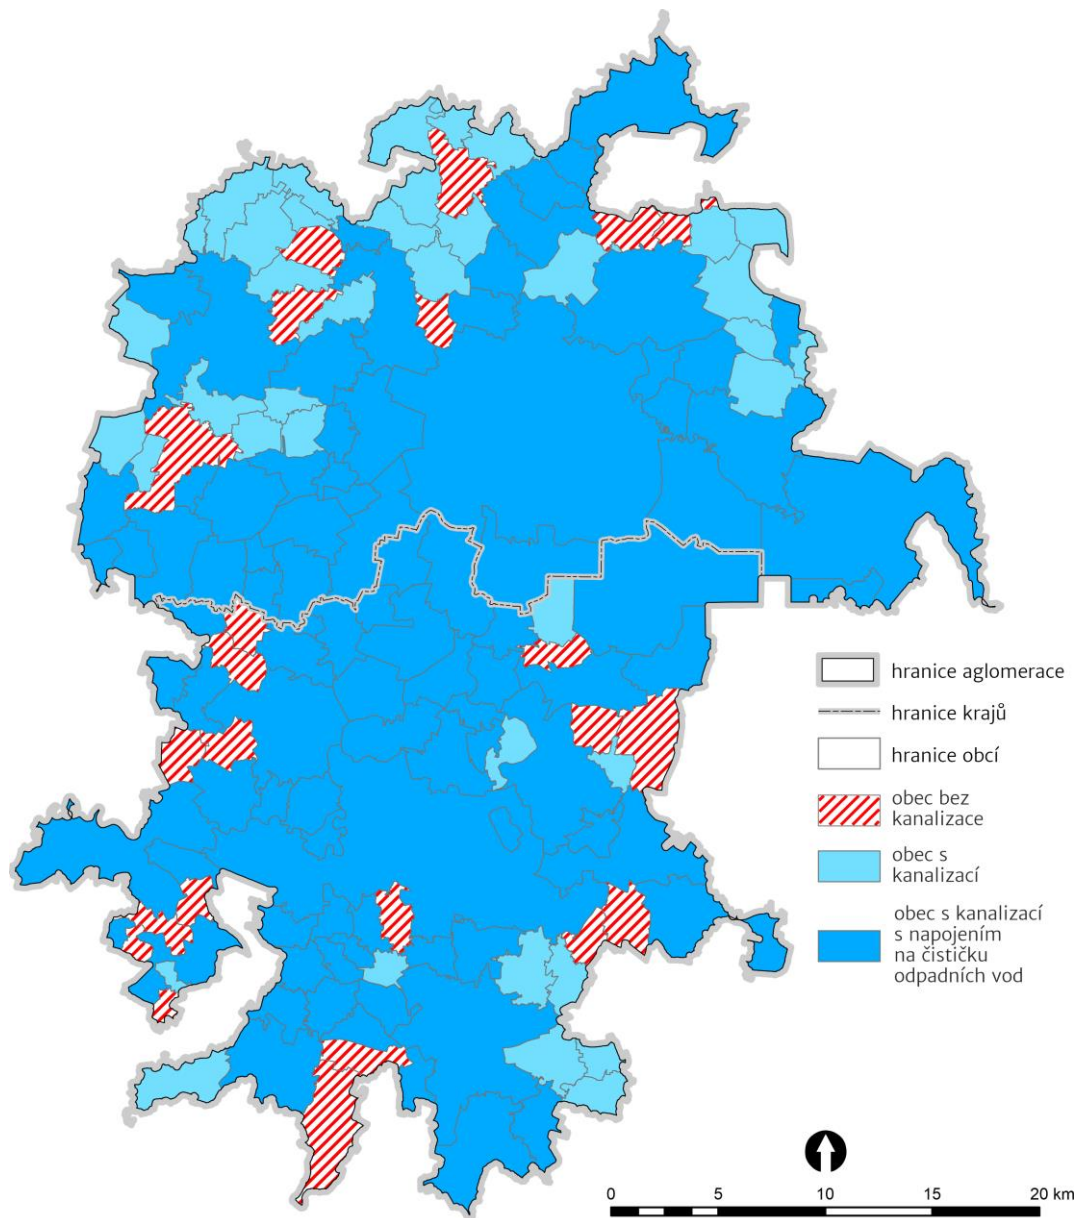 hranice aglomerace
hranice krajů
hranice obcí
obec bez
kanalizace
obec s
kanalizací
obec s kanalizací
s napojením
na čističku
odpadních vod
0 5 10 15 20 km